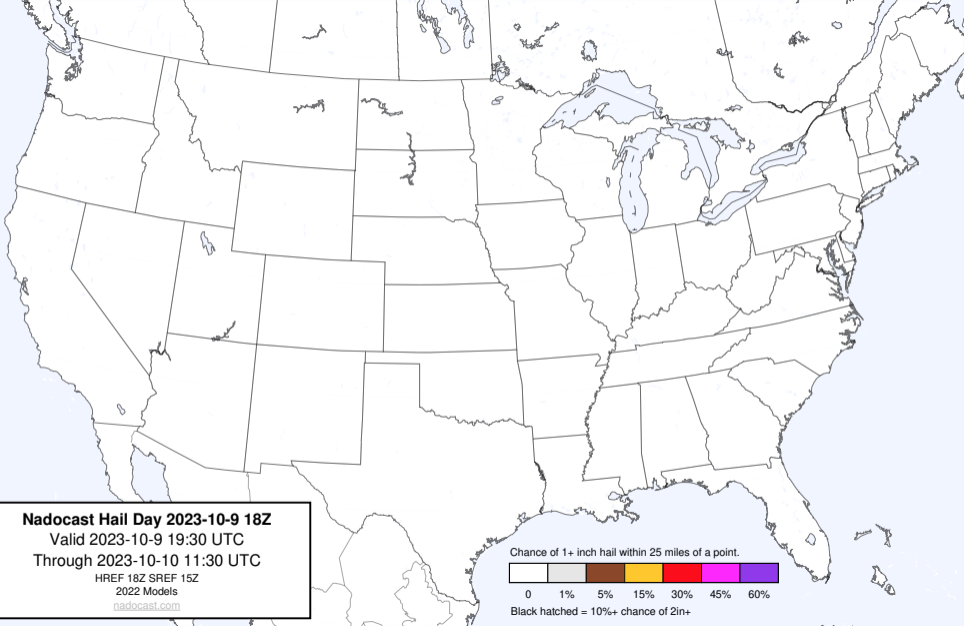 Nadocast Hail Day 2023-10-9 18Z
Valid 2023-10-9 19:30 UTC
Through 2023-10-10 11:30 UTC
HREF 18Z SREF 15Z
2022 Models
nadocast.com
Chance of 1+ inch hail within 25 miles of a point.
0 1% 5% 15% 30% 45% 60%
Black hatched = 10%+ chance of 2in+